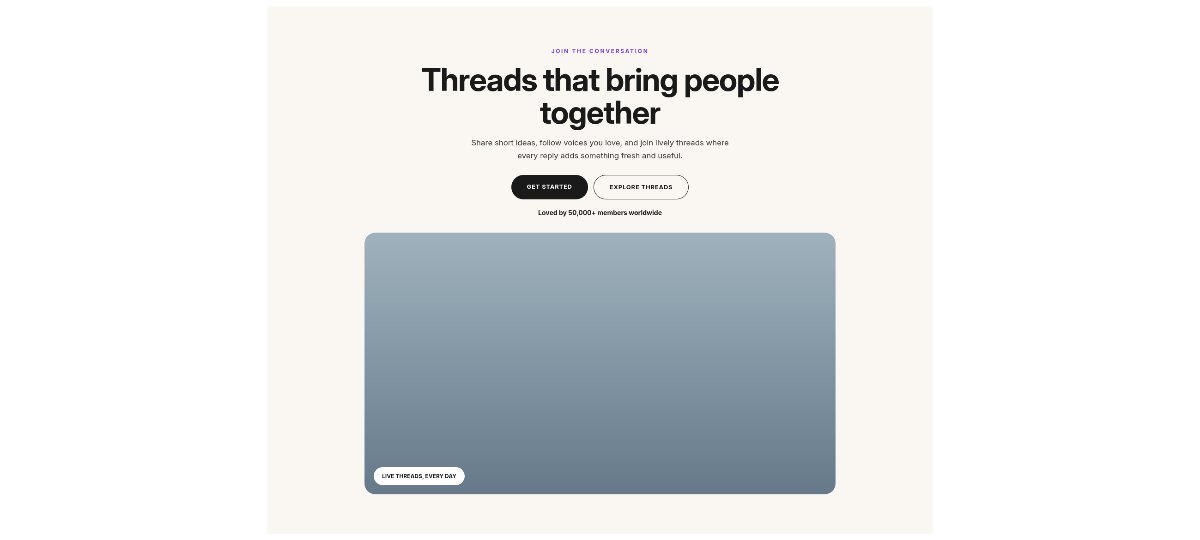 JOIN THE CONVERSATION
Threads that bring people
together
Share short ideas, follow voices you love, and join lively threads where
every reply adds something fresh and useful.
GET STARTED
EXPLORE THREADS
Loved by 50,000+ members worldwide
LIVE THREADS, EVERY DAY